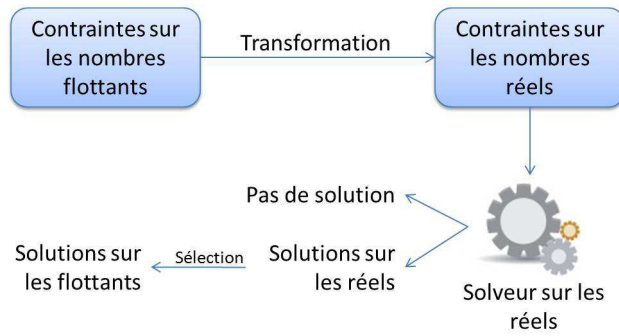 Contraintes sur
les nombres
flottants
Transformation
Contraintes sur
les nombres
réels
Pas de solution
Solutions sur
les flottants
Sélection
Solutions sur
les réels
Solveur sur les
réels